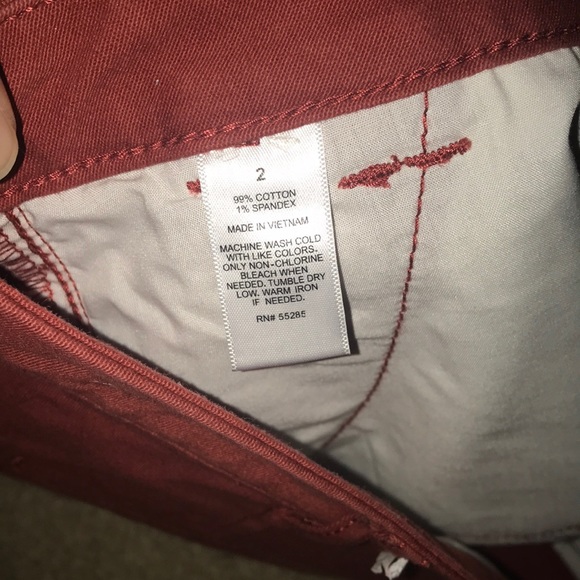 2
99% COTTON
1% SPANDEX
MADE IN VIETNAM
MACHINE WASH COLD
WITH LIKE COLORS.
ONLY NON-CHLORINE
BLEACH WHEN
NEEDED. TUMBLE DRY
LOW. WARM IRON
IF NEEDED.
RN# 55285